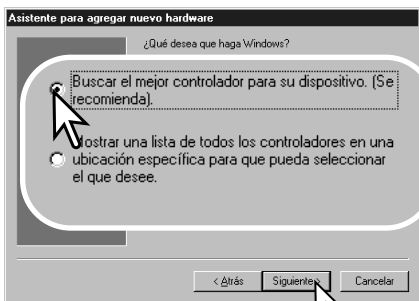 Asistente para agregar nuevo hardware
¿Qué desea que haga Windows?
Buscar el mejor controlador para su dispositivo. (Se
recomienda).
Mostrar una lista de todos los controladores en una
ubicación específica para que pueda seleccionar
el que desee.
< Atrás Siguiente > Cancelar